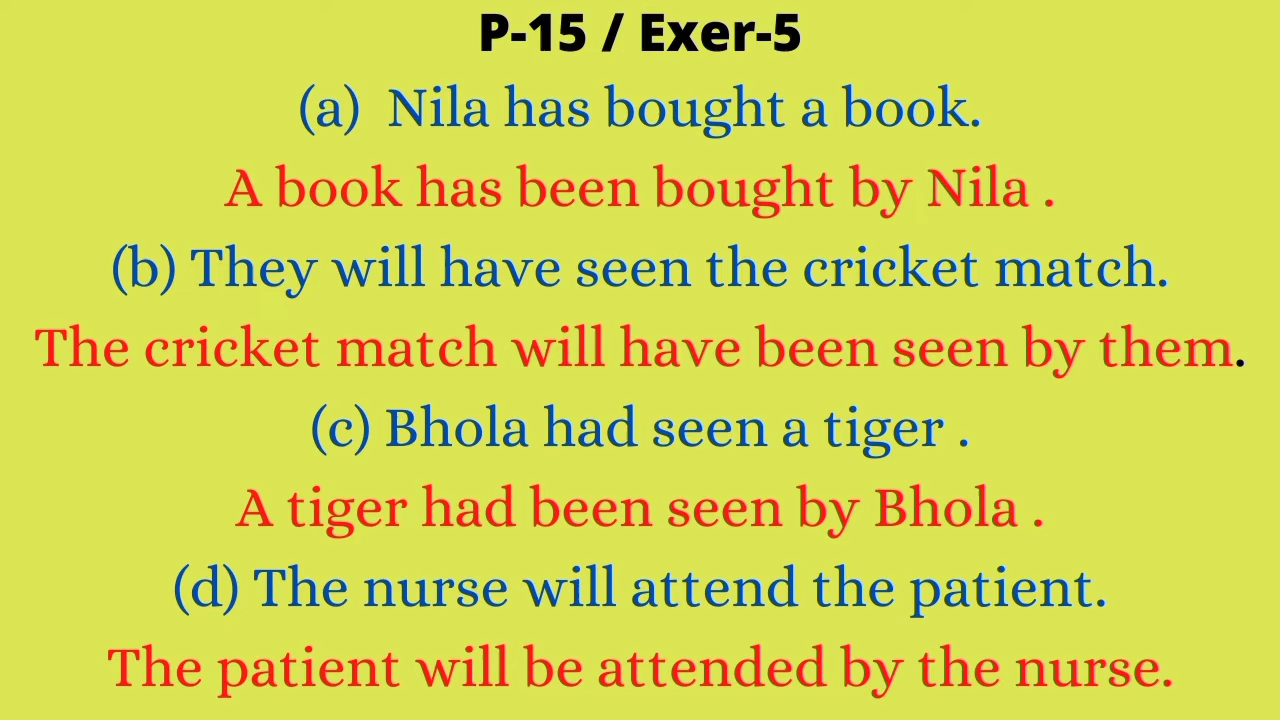 P-15 / Exer-5
(a) Nila has bought a book.
A book has been bought by Nila .
(b) They will have seen the cricket match.
The cricket match will have been seen by them.
(c) Bhola had seen a tiger .
A tiger had been seen by Bhola .
(d) The nurse will attend the patient.
The patient will be attended by the nurse.